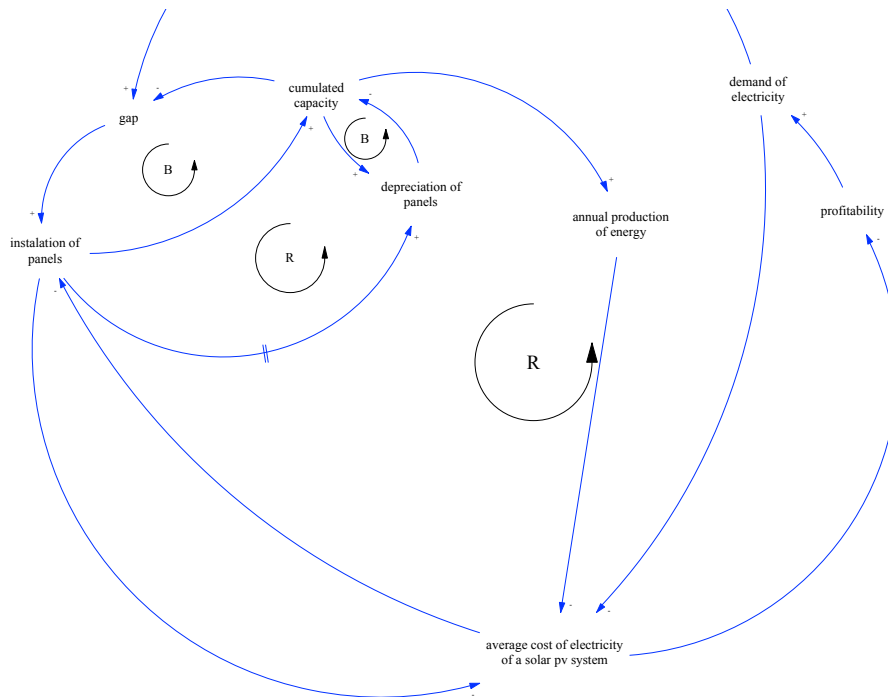 demand of
electricity
cumulated
capacity
gap
B
B
depreciation of
panels
profitability
annual production
of energy
instalation of
panels
R
R
average cost of electricity
of a solar pv system
+
-
-
+
+
+
+
+
-
+
-
-
-
-